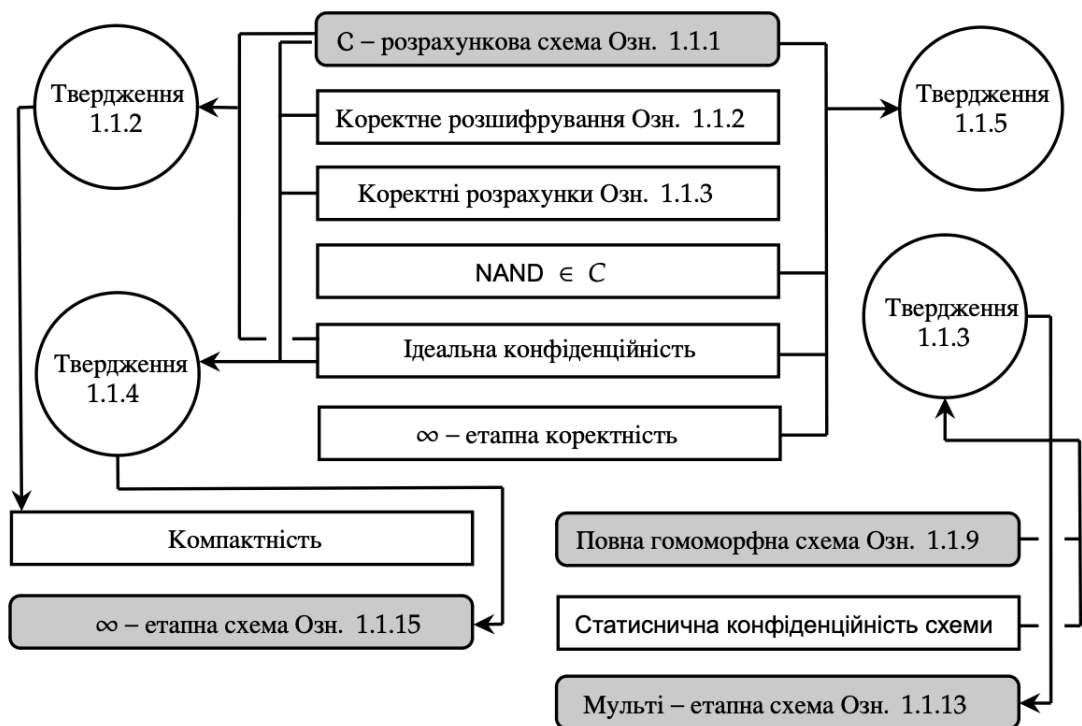 C – розрахункова схема Озн. 1.1.1
Твердження
1.1.2
Коректне розшифрування Озн. 1.1.2
Твердження
1.1.5
Коректні розрахунки Озн. 1.1.3
NAND ∈ C
Твердження
1.1.3
Ідеальна конфіденційність
Твердження
1.1.4
∞ – етапна коректність
Компактність
Повна гомоморфна схема Озн. 1.1.9
∞ – етапна схема Озн. 1.1.15
Статиснична конфіденційність схеми
Мульті – етапна схема Озн. 1.1.13